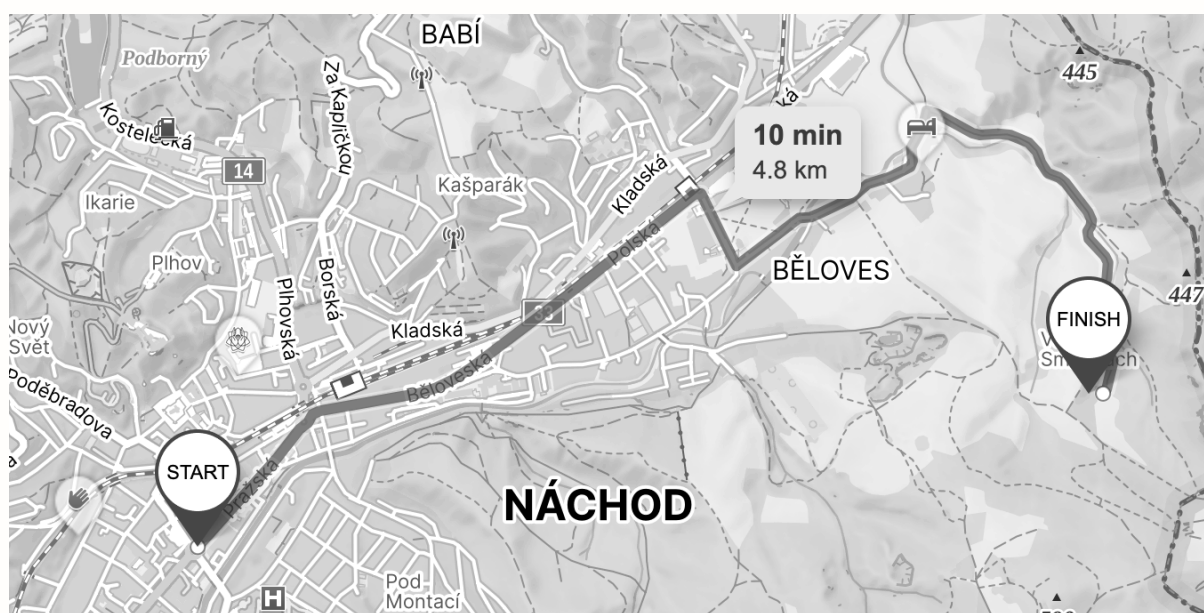 BABÍ
Podborný
445
Za Kapličkou
Kostelecká
10 min
4.8 km
14
Kašparák
Kladská
Ikarie
Polská
Plhov
BĚLOVES
Borská
Plhovská
447
33
FINISH
Kladská
Nový
Svět
Běloveská
Poděbradova
START
Pražská
NÁCHOD
Pod
Montací
H